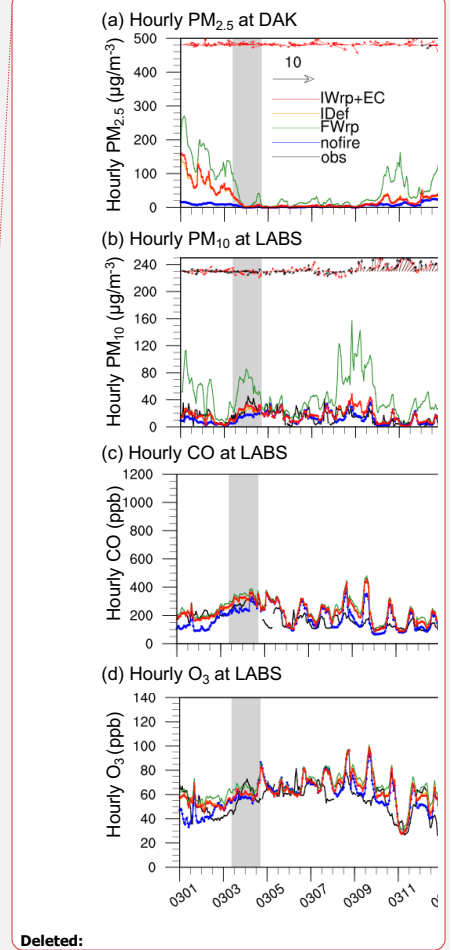 (a) Hourly PM2.5 at DAK
500
400
300
200
100
0
Hourly PM2.5 (μg/m-3)
10
IWrp+EC
IDef
FWrp
nofire
obs
(b) Hourly PM10 at LABS
240
200
160
120
80
40
0
Hourly PM10 (μg/m-3)
(c) Hourly CO at LABS
1200
1000
800
600
400
200
0
Hourly CO (ppb)
(d) Hourly O3 at LABS
140
120
100
80
60
40
20
0
Hourly O3 (ppb)
0301 0303 0305 0307 0309 0311
Deleted: